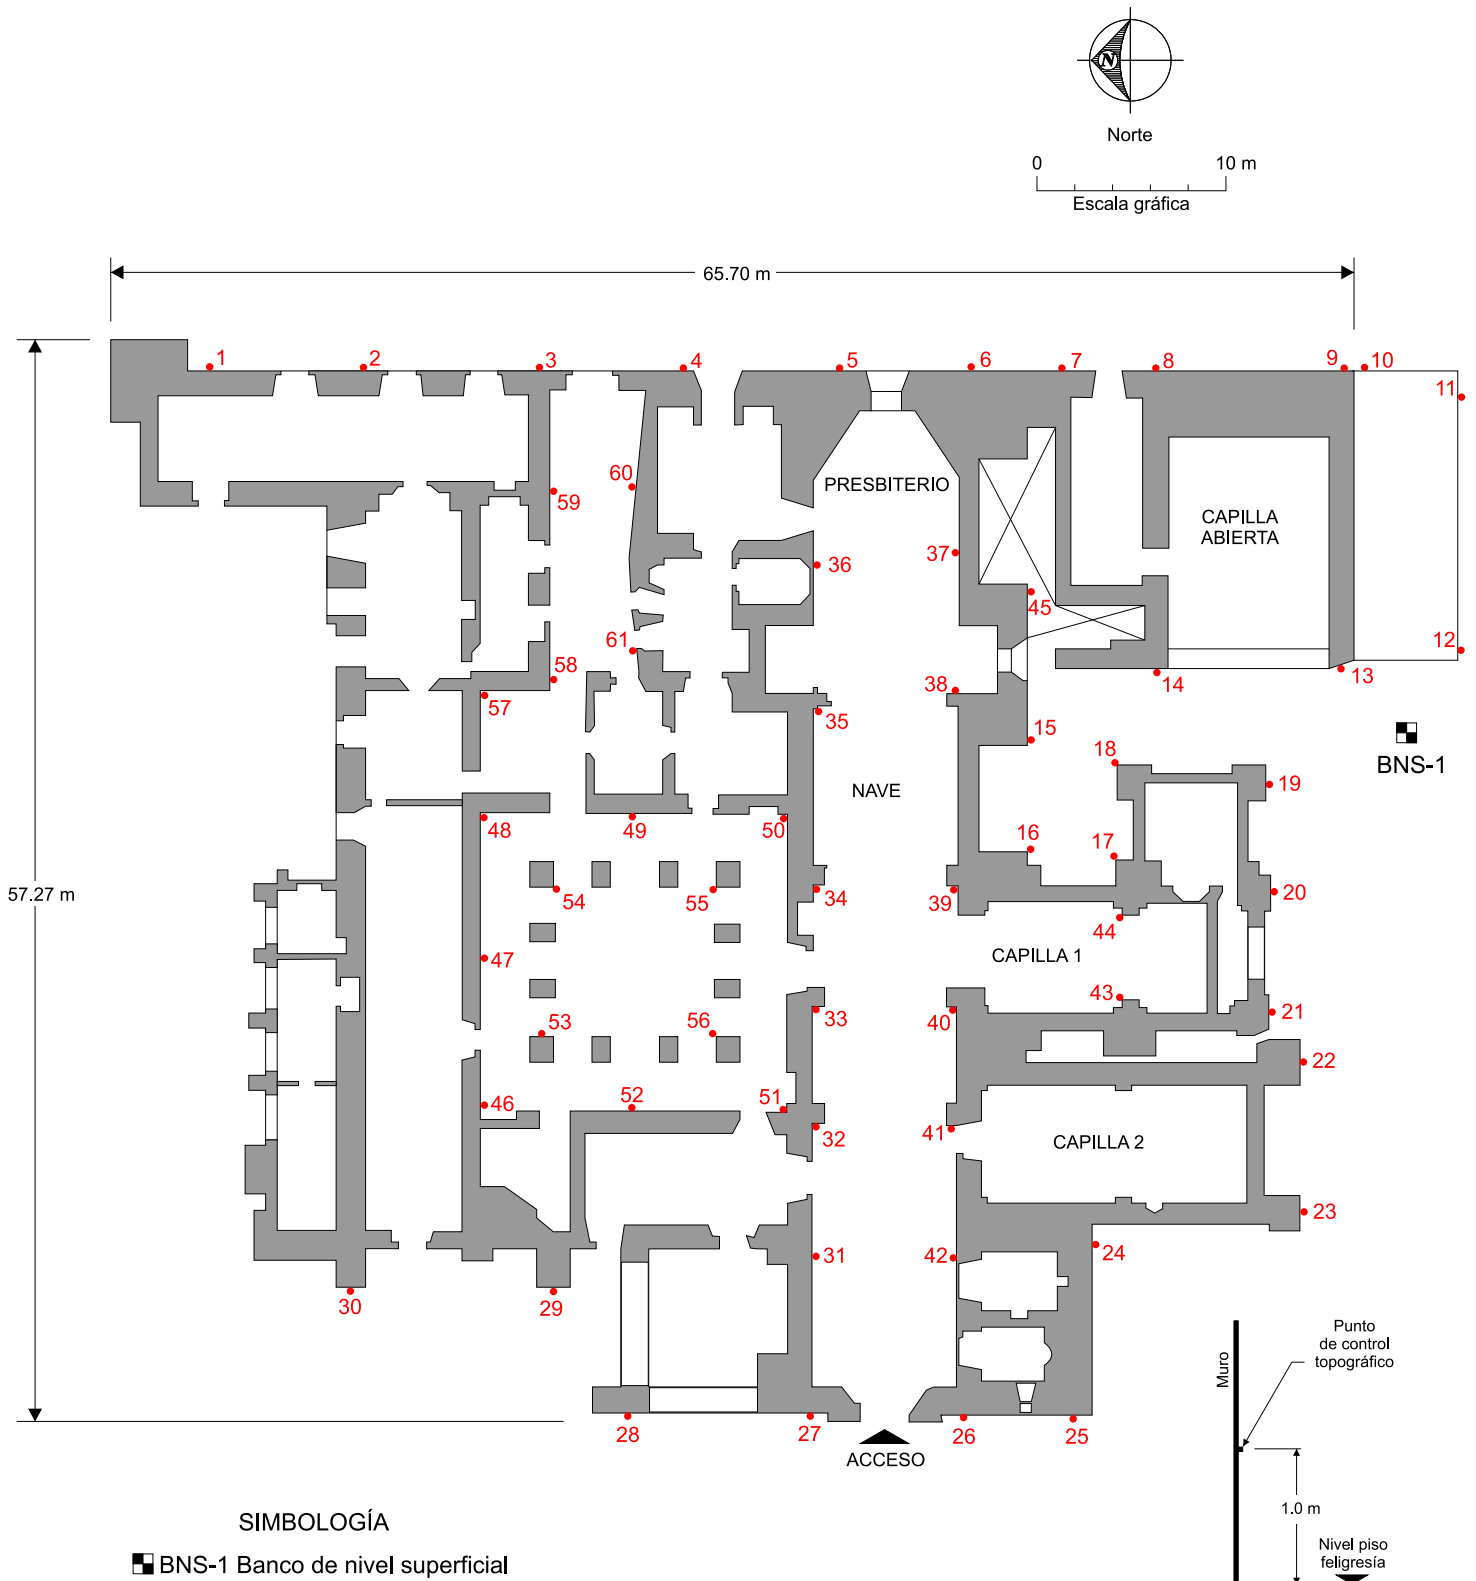 N
Norte
0 10 m
Escala gráfica
65.70 m
1 2 3 4 5 6 7 8 9 10
11
60
59
PRESBITERIO
CAPILLA
ABIERTA
37
36
45
61
58
12
57
38
14
13
35
15
18
BNS-1
19
NAVE
48 49 50
16
17
57.27 m
54
55
34
39
20
44
47
CAPILLA 1
43
53
56
33
40
21
22
46
52
51
32
41
CAPILLA 2
23
31
42
24
30
29
Punto
de control
topográfico
Muro
28
27
26
25
ACCESO
1.0 m
SIMBOLOGÍA
Nivel piso
feligresía
BNS-1 Banco de nivel superficial